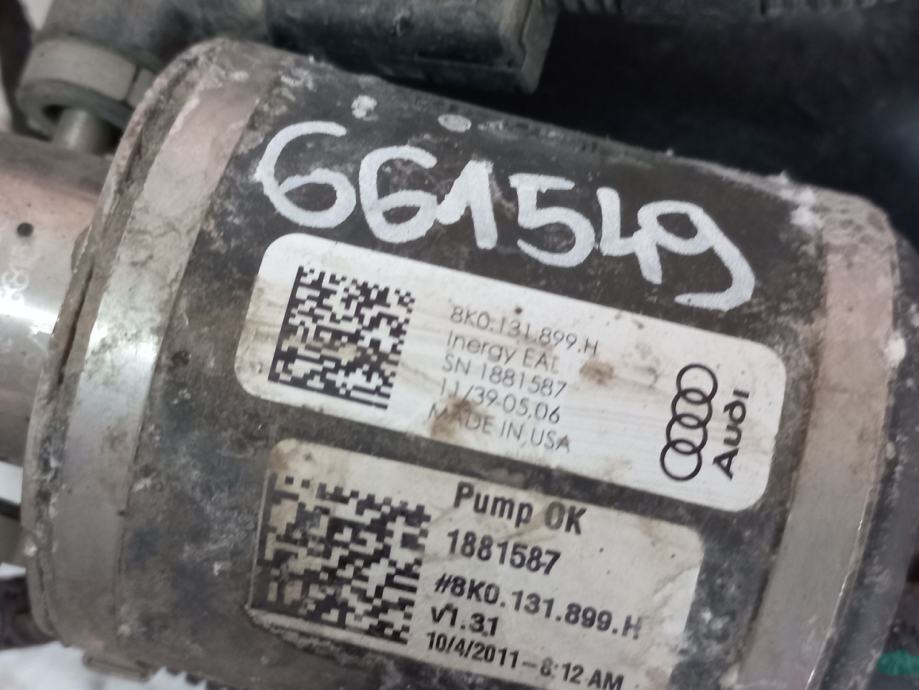 661549
8K0.131.899.H
Inergy EAE
SN 1881587
11/39-05.06
MADE IN USA
Audi
Pump OK
1881587
#8K0.131.899.H
v1.31
10/4/2011-8:12 AM